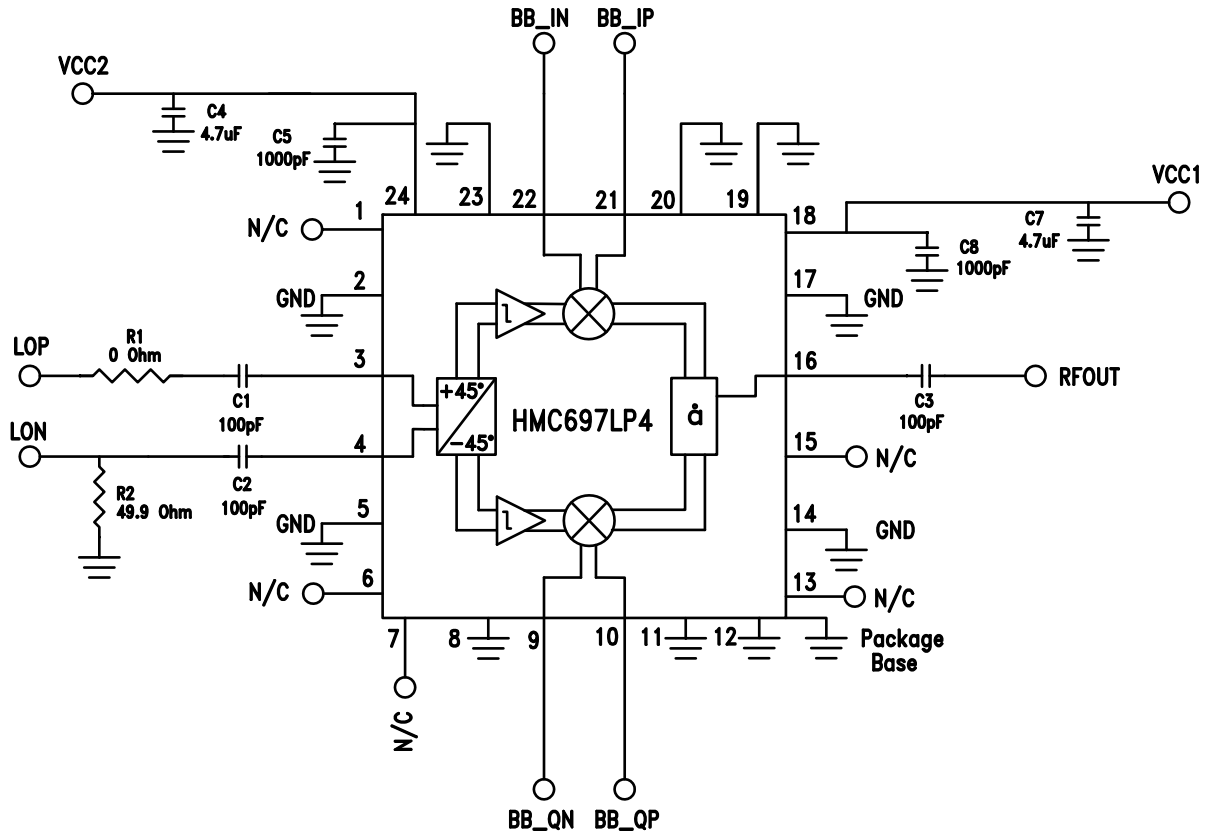 BB_IN BB_IP
VCC2
C4
4.7uF
C5
1000pF
VCC1
C7
4.7uF
C8
1000pF
24 23 22 21 20 19
N/C 1
18
GND 2
17 GND
LOP
R1
0 Ohm
C1
100pF
3
16
C3
100pF
RFOUT
+45°
-45°
HMC697LP4
å
LON
R2
49.9 Ohm
C2
100pF
4
15 N/C
GND 5
14 GND
N/C 6
13 N/C
7 8 9 10 11 12
Package
Base
N/C
BB_QN BB_QP